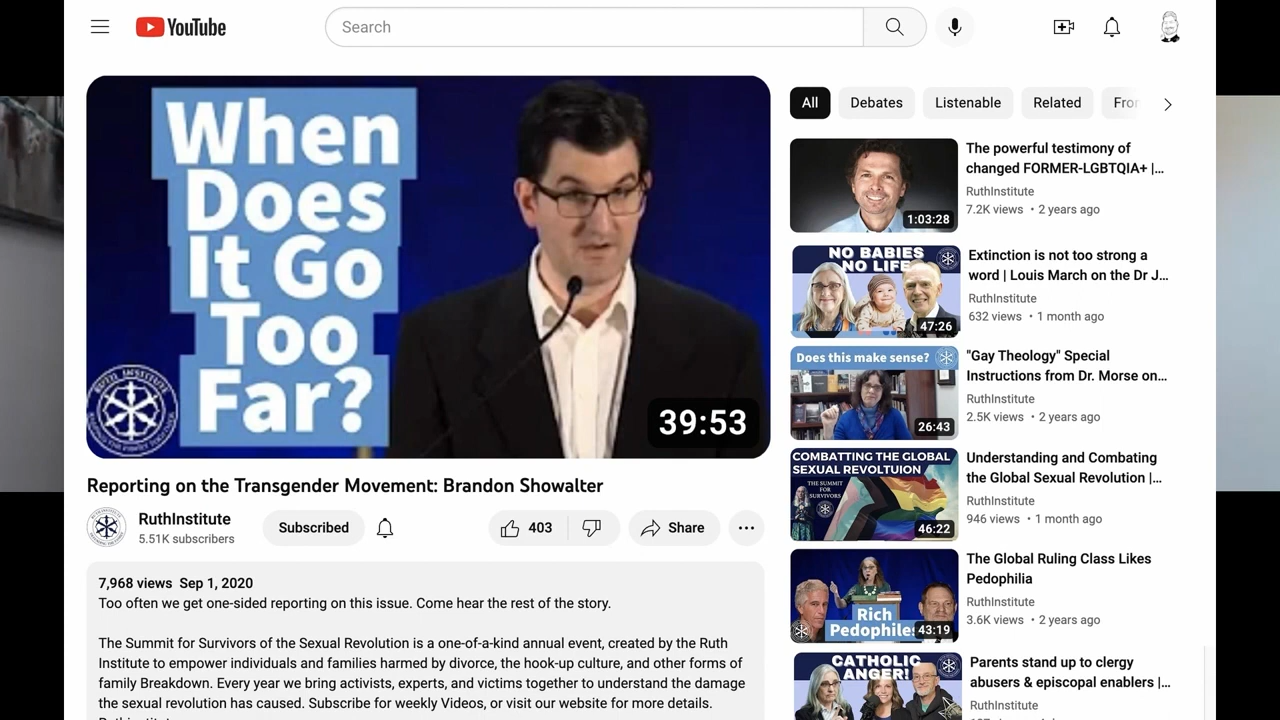 YouTube
Search
When
Does
It Go
Too
Far?
39:53
Reporting on the Transgender Movement: Brandon Showalter
RuthInstitute
5.51K subscribers
Subscribed
403
Share
7,968 views Sep 1, 2020
Too often we get one-sided reporting on this issue. Come hear the rest of the story.
The Summit for Survivors of the Sexual Revolution is a one-of-a-kind annual event, created by the Ruth
Institute to empower individuals and families harmed by divorce, the hook-up culture, and other forms of
family Breakdown. Every year we bring activists, experts, and victims together to understand the damage
the sexual revolution has caused. Subscribe for weekly Videos, or visit our website for more details.
All
Debates
Listenable
Related
The powerful testimony of
changed FORMER-LGBTQIA+ |...
RuthInstitute
7.2K views • 2 years ago
1:03:28
NO BABIES
NO LIFE
47:26
Extinction is not too strong a
word | Louis March on the Dr J...
RuthInstitute
632 views • 1 month ago
Does this make sense?
26:43
"Gay Theology" Special
Instructions from Dr. Morse on...
RuthInstitute
2.5K views • 2 years ago
COMBATTING THE GLOBAL
SEXUAL REVOLTUION
THE SUMMIT
FOR
SURVIVORS
46:22
Understanding and Combating
the Global Sexual Revolution |...
RuthInstitute
946 views • 1 month ago
Rich
Pedophiles
43:19
The Global Ruling Class Likes
Pedophilia
RuthInstitute
3.6K views • 2 years ago
CATHOLIC
ANGER!
Parents stand up to clergy
abusers & episcopal enablers |...
RuthInstitute